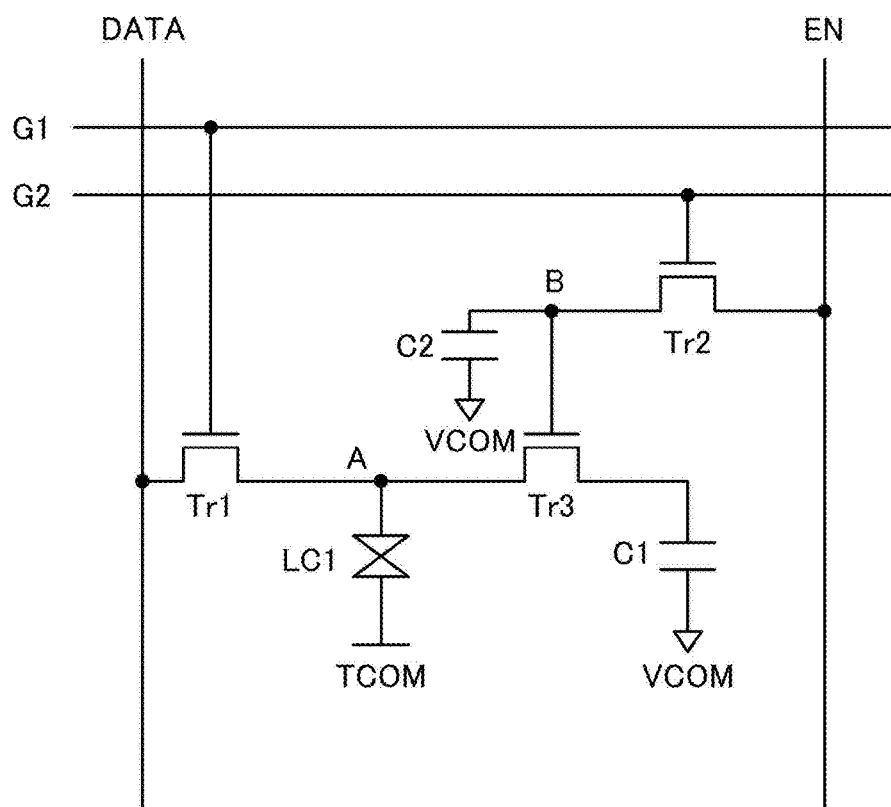 DATA EN
G1
G2
B
C2
Tr2
VCOM
A
Tr1
Tr3
LC1
C1
TCOM
VCOM